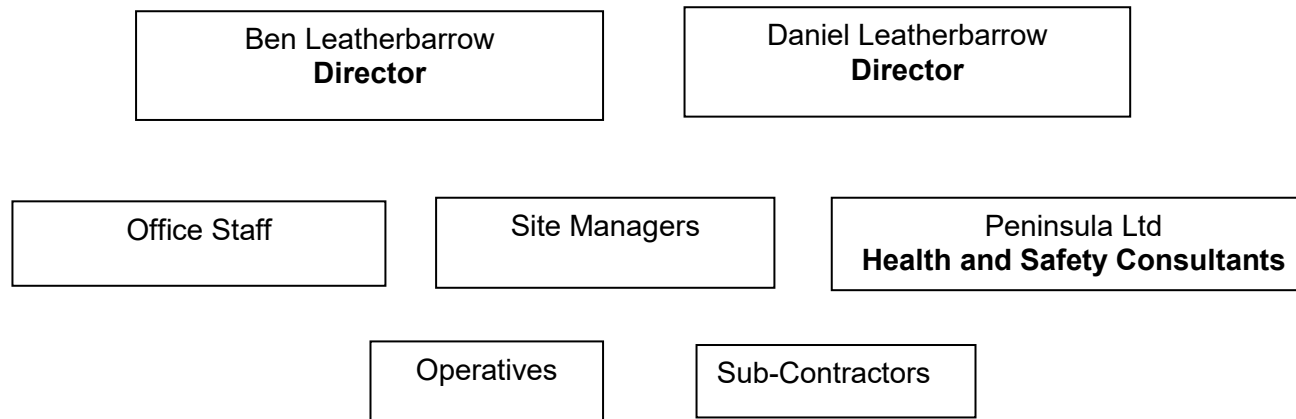 Ben Leatherbarrow
Director
Daniel Leatherbarrow
Director
Office Staff
Site Managers
Peninsula Ltd
Health and Safety Consultants
Operatives
Sub-Contractors